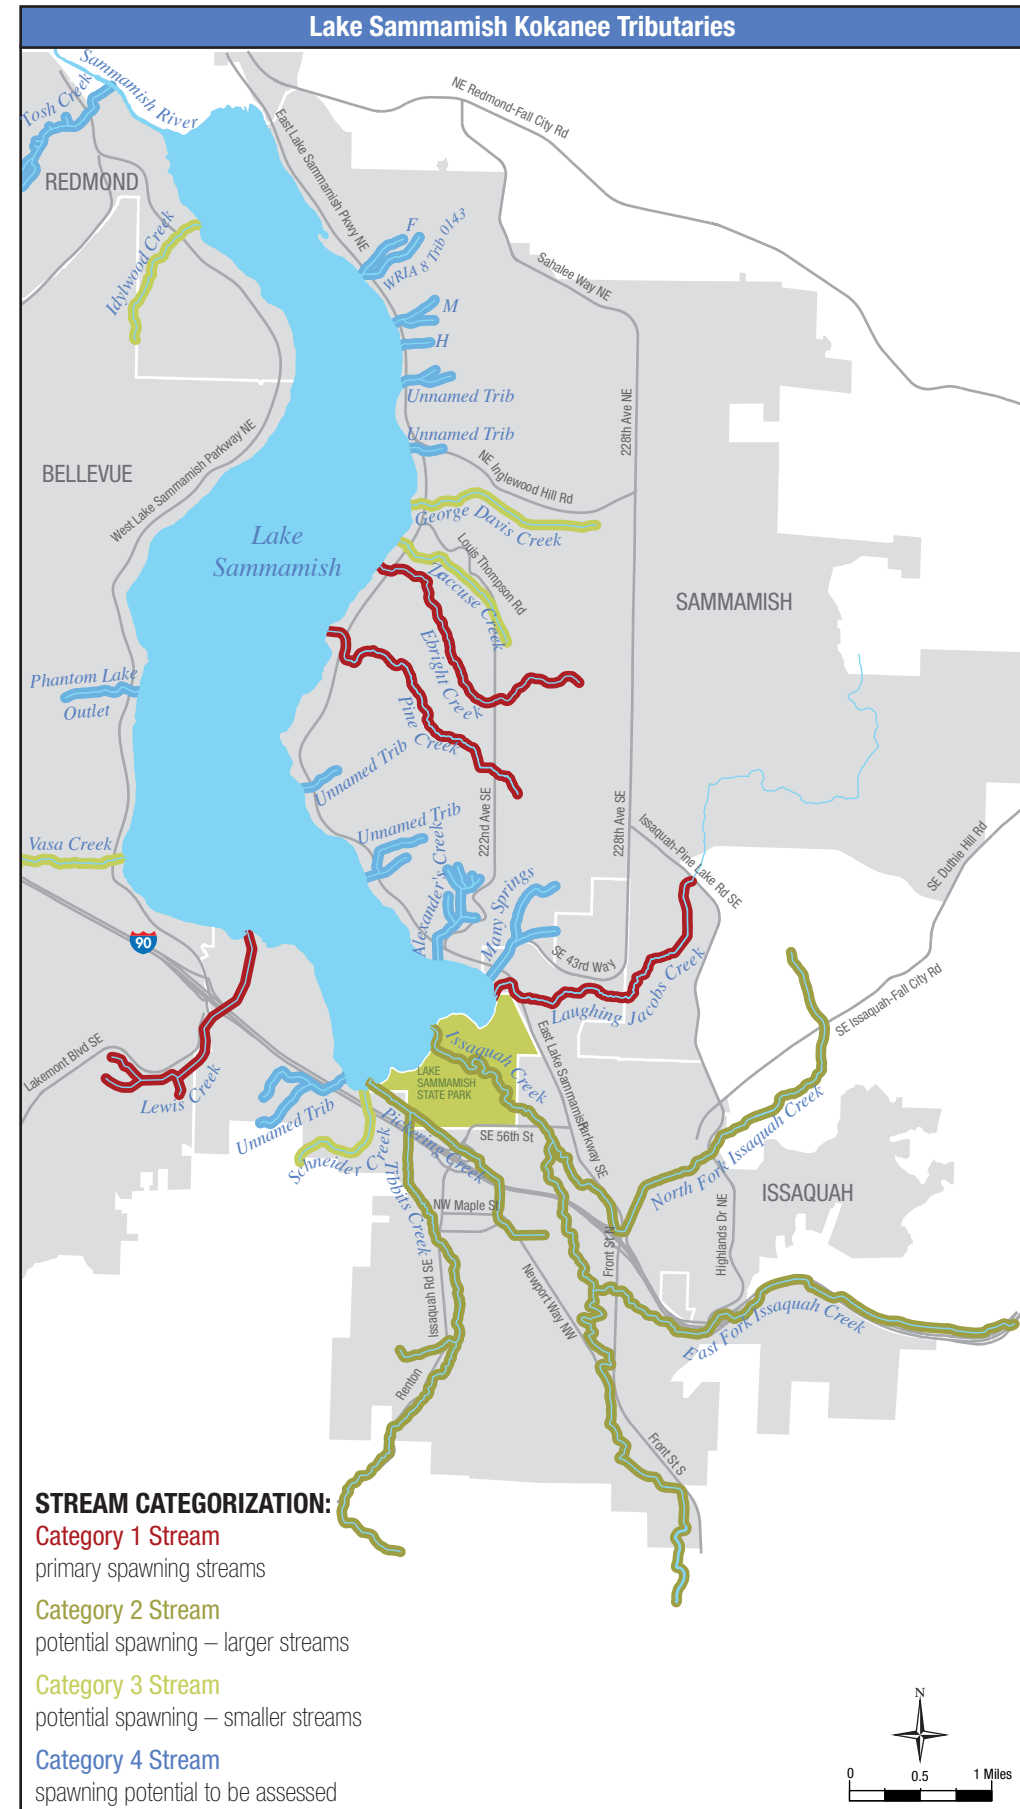 Lake Sammamish Kokanee Tributaries
Sammamish River
Tosh Creek
NE Redmond-Fall City Rd
East Lake Sammamish Pkwy NE
REDMOND
Idylwood Creek
F
WRIA 8 Trib 0143
Sahalee Way NE
M
H
Unnamed Trib
228th Ave NE
Unnamed Trib
West Lake Sammamish Parkway NE
NE Inglewood Hill Rd
BELLEVUE
George Davis Creek
Lake
Sammamish
Louis Thompson Rd
Zaccuse Creek
SAMMAMISH
Ebright Creek
Phantom Lake
Outlet
Pine Creek
Unnamed Trib
222nd Ave SE
228th Ave SE
Issaquah-Pine Lake Rd SE
SE Duthie Hill Rd
Unnamed Trib
Vasa Creek
Alexander's Creek
Many Springs
90
SE 43rd Way
Laughing Jacobs Creek
SE Issaquah-Fall City Rd
Lakemont Blvd SE
Issaquah Creek
East Lake Sammamish Parkway SE
LAKE
SAMMAMISH
STATE PARK
Lewis Creek
Unnamed Trib
Pickering Creek
SE 56th St
Schneider Creek
Tibbits Creek
North Fork Issaquah Creek
ISSAQUAH
NW Maple St
Highlands Dr NE
Front St N
Renton Issaquah Rd SE
Newport Way NW
East Fork Issaquah Creek
Front St S
STREAM CATEGORIZATION:
Category 1 Stream
primary spawning streams
Category 2 Stream
potential spawning – larger streams
Category 3 Stream
potential spawning – smaller streams
Category 4 Stream
spawning potential to be assessed
N
0 0.5 1 Miles